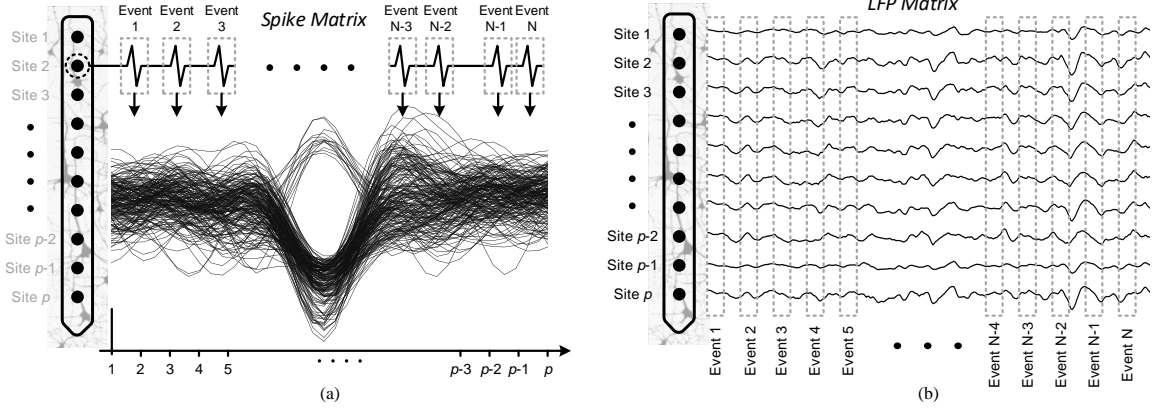 Event 1
Event 2
Event 3
Spike Matrix
Event N-3
Event N-2
Event N-1
Event N
Site 1
Site 2
Site 3
Site p-2
Site p-1
Site p
1
2
3
4
5
p-3
p-2
p-1
p
(a)
LFP Matrix
Site 1
Site 2
Site 3
Site p-2
Site p-1
Site p
Event 1
Event 2
Event 3
Event 4
Event 5
Event N-4
Event N-3
Event N-2
Event N-1
Event N
(b)